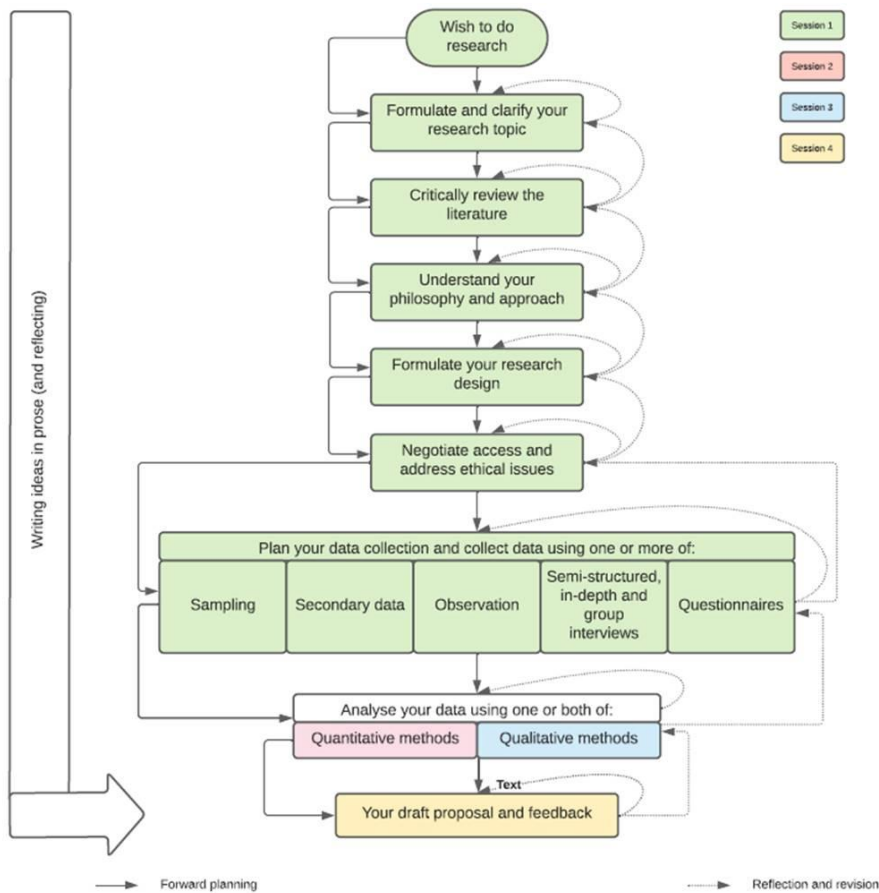 Wish to do
research
Session 1
Session 2
Session 3
Session 4
Formulate and clarify your
research topic
Critically review the
literature
Understand your
philosophy and approach
Formulate your research
design
Negotiate access and
address ethical issues
Writing ideas in prose (and reflecting)
Plan your data collection and collect data using one or more of:
Sampling
Secondary data
Observation
Semi-structured,
in-depth and
group
interviews
Questionnaires
Analyse your data using one or both of:
Quantitative methods
Qualitative methods
Text
Your draft proposal and feedback
Forward planning
Reflection and revision